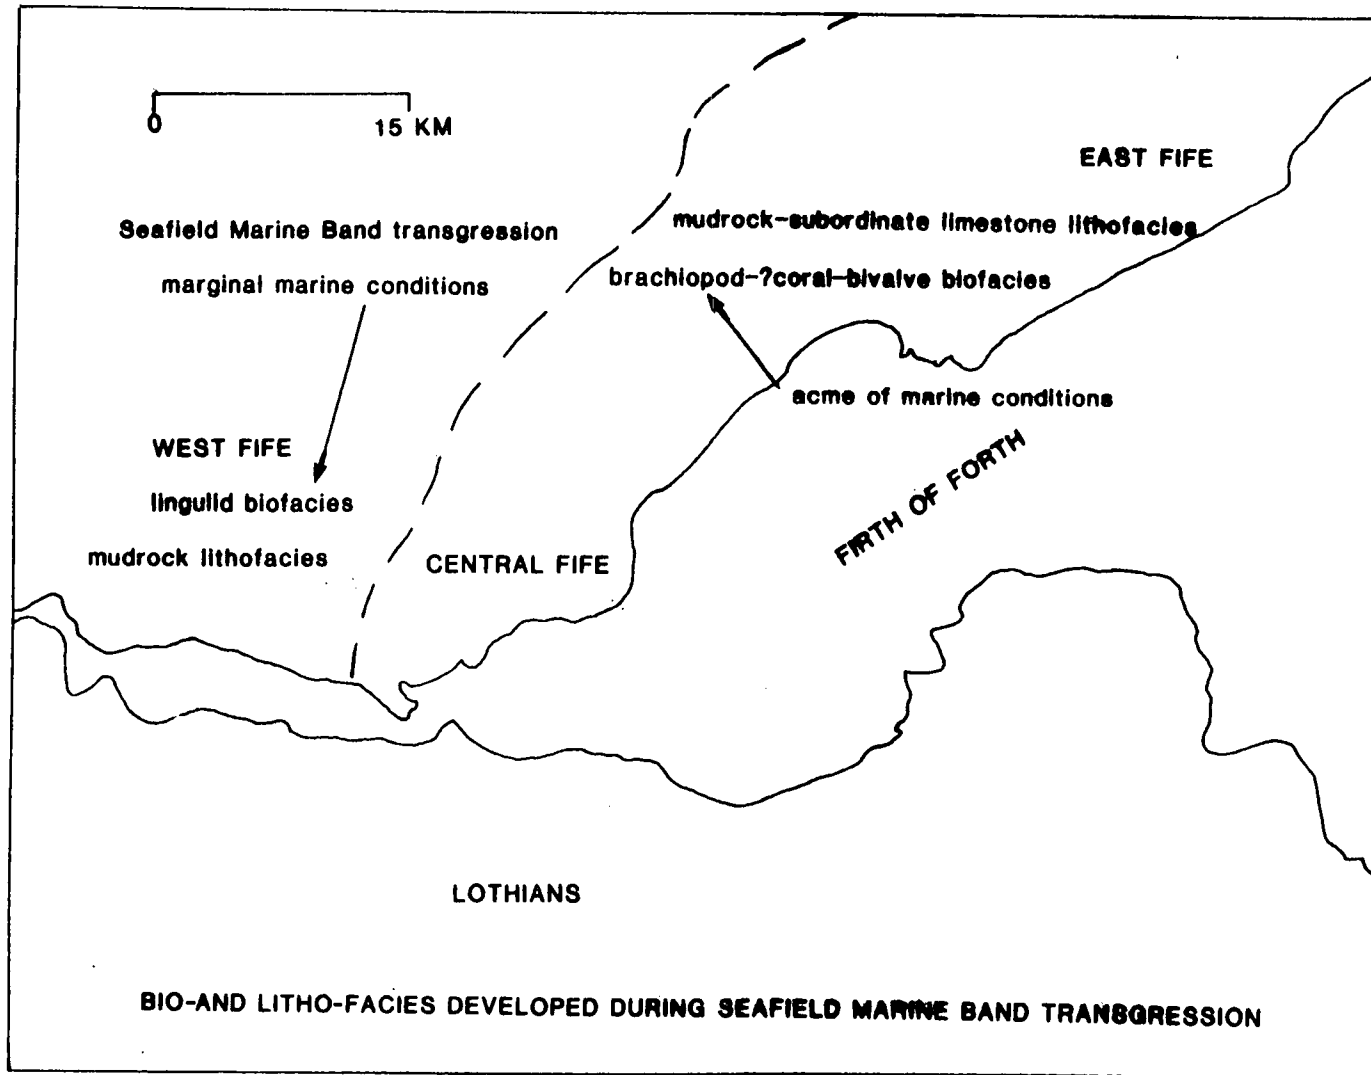 0
15 KM
EAST FIFE
Seafield Marine Band transgression
marginal marine conditions
mudrock-subordinate limestone lithofacies
brachiopod-?coral-bivalve biofacies
acme of marine conditions
WEST FIFE
lingulid biofacies
mudrock lithofacies
CENTRAL FIFE
FIRTH OF FORTH
LOTHIANS
BIO-AND LITHO-FACIES DEVELOPED DURING SEAFIELD MARINE BAND TRANSGRESSION